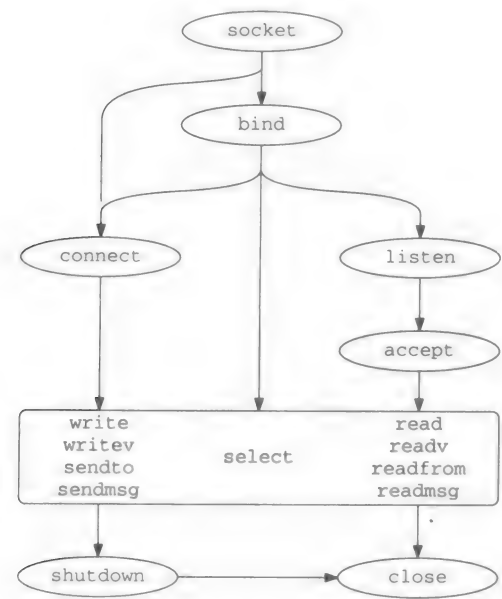 socket
bind
connect
listen
accept
write
writev
sendto
sendmsg
select
read
readv
readfrom
readmsg
shutdown
close